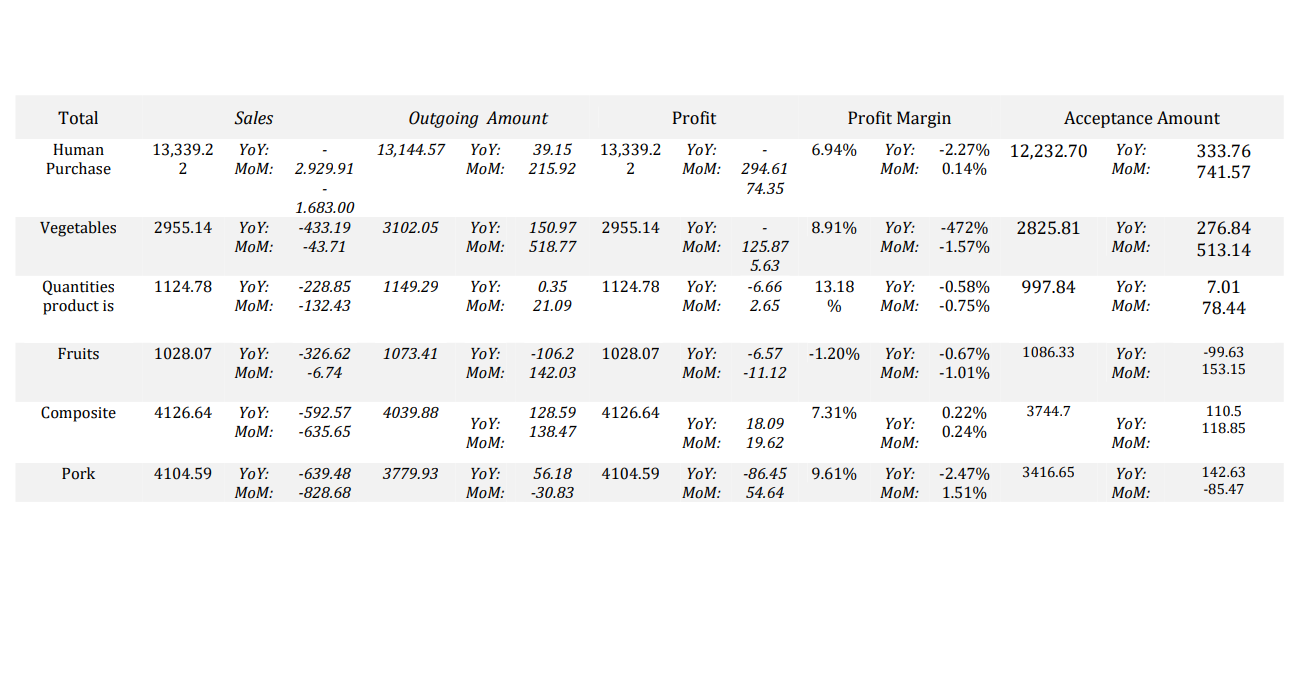 Total Sales Outgoing Amount Profit Profit Margin Acceptance Amount
Human 13,339.2 YoY: - 13,144.57 YoY: 39.15 13,339.2 YoY: - 6.94% YoY: -2.27% 12,232.70 YoY: 333.76
Purchase 2 MoM: 2.929.91 MoM: 215.92 2 MoM: 294.61 MoM: 0.14% MoM: 741.57
- 74.35
1.683.00
Vegetables 2955.14 YoY: -433.19 3102.05 YoY: 150.97 2955.14 YoY: - 8.91% YoY: -472% 2825.81 YoY: 276.84
MoM: -43.71 MoM: 518.77 MoM: 125.87 MoM: -1.57% MoM: 513.14
5.63
Quantities 1124.78 YoY: -228.85 1149.29 YoY: 0.35 1124.78 YoY: -6.66 13.18 YoY: -0.58% 997.84 YoY: 7.01
product is MoM: -132.43 MoM: 21.09 MoM: 2.65 % MoM: -0.75% MoM: 78.44
Fruits 1028.07 YoY: -326.62 1073.41 YoY: -106.2 1028.07 YoY: -6.57 -1.20% YoY: -0.67% 1086.33 YoY: -99.63
MoM: -6.74 MoM: 142.03 MoM: -11.12 MoM: -1.01% MoM: 153.15
Composite 4126.64 YoY: -592.57 4039.88 YoY: 128.59 4126.64 YoY: 18.09 7.31% YoY: 0.22% 3744.7 YoY: 110.5
MoM: -635.65 MoM: 138.47 MoM: 19.62 MoM: 0.24% MoM: 118.85
Pork 4104.59 YoY: -639.48 3779.93 YoY: 56.18 4104.59 YoY: -86.45 9.61% YoY: -2.47% 3416.65 YoY: 142.63
MoM: -828.68 MoM: -30.83 MoM: 54.64 MoM: 1.51% MoM: -85.47